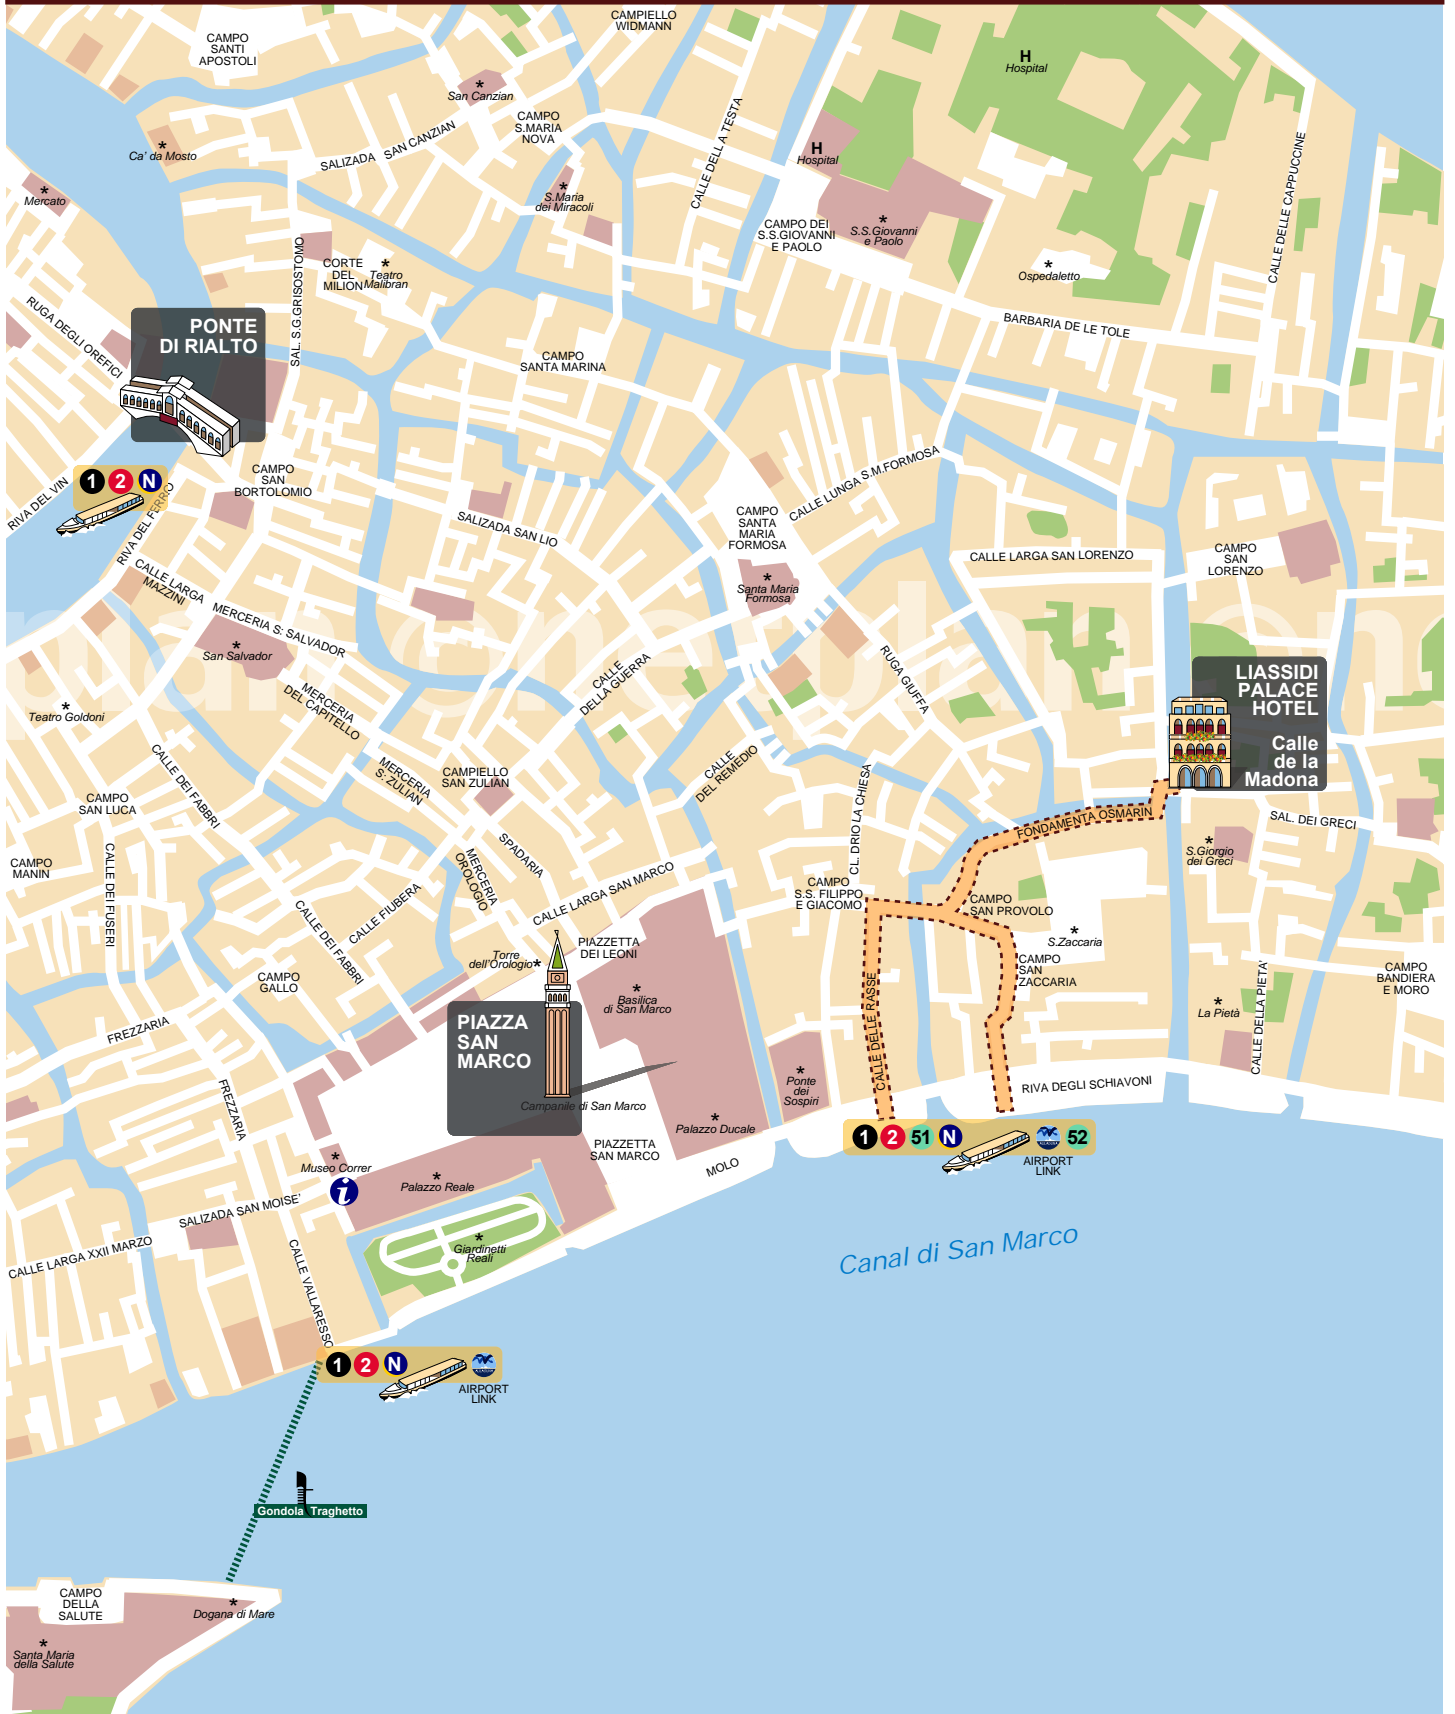 CAMPIELLO
WIDMANN
CAMPO
SANTI
APOSTOLI
H
Hospital
*
San Canzian
CAMPO
S.MARIA
NOVA
CALLE DELL A TESTA
SALIZADA SAN CANZIAN
*
Ca' da Mosto
H
Hospital
CALLE DELLE CAPPUCCINE
*
Mercato
*
S.Maria
dei Miracoli
CAMPO DEI
S.S.GIOVANNI
E PAOLO
*
S.S.Giovanni
e Paolo
SAL. S.G.GRISOSTOMO
CORTE
DEL
MILION
*
Teatro
Malibran
*
Ospedaletto
RUGA DEGLI OREFICI
PONTE
DI RIALTO
BARBARIA DE LE TOLE
CAMPO
SANTA MARINA
CAMPO
SAN
BORTOLOMIO
CALLE LUNGA S.M.FORMOSA
RIVA DEL VIN
1 2 N
RIVA DEL FERRO
SALIZADA SAN LIO
CAMPO
SANTA
MARIA
FORMOSA
CALLE LARGA SAN LORENZO
CAMPO
SAN
LORENZO
CALLE LARGA
MAZZINI
*
Santa Maria
Formosa
MERCERIA S: SALVADOR
*
San Salvador
CALLE
DELLA GUERRA
RUGA GIUFFA
LIASSIDI
PALACE
HOTEL
Calle
de la
Madona
MERCERIA
DEL CAPITELLO
*
Teatro Goldoni
CALLE DEI FABBRI
MERCERIA
S: ZULIAN
CAMPIELLO
SAN ZULIAN
CALLE
DEL REMEDIO
CL. DRIO LA CHIESA
CAMPO
SAN LUCA
FONDAMENTA OSMARIN
SAL. DEI GRECI
CAMPO
MANIN
CALLE DEI FUSERI
SPADARIA
MERCERIA
OROLOGIO
*
S.Giorgio
dei Greci
CALLE LARGA SAN MARCO
CAMPO
S.S. FILIPPO
E GIACOMO
CALLE FIUBERA
CALLE DEI FABBRI
CAMPO
SAN PROVOLO
*
S.Zaccaria
PIAZZETTA
DEI LEONI
Torre
dell'Orologio*
CAMPO
GALLO
CAMPO
SAN
ZACCARIA
CAMPO
BANDIERA
E MORO
*
Basilica
di San Marco
*
La Pietà
CALLE DELLA PIETA'
FREZZARIA
PIAZZA
SAN
MARCO
CALLE DELLE RASSE
*
Ponte
dei
Sospiri
RIVA DEGLI SCHIAVONI
FREZZARIA
Campanile di San Marco
*
Palazzo Ducale
1 2 51 N 52
AIRPORT
LINK
PIAZZETTA
SAN MARCO
MOLO
*
Museo Correr
i
*
Palazzo Reale
SALIZADA SAN MOISE'
CALLE LARGA XXII MARZO
CALLE VALLARESSO
*
Giardinetti
Reali
Canal di San Marco
1 2 N
AIRPORT
LINK
Gondola Traghetto
CAMPO
DELLA
SALUTE
*
Dogana di Mare
*
Santa Maria
della Salute